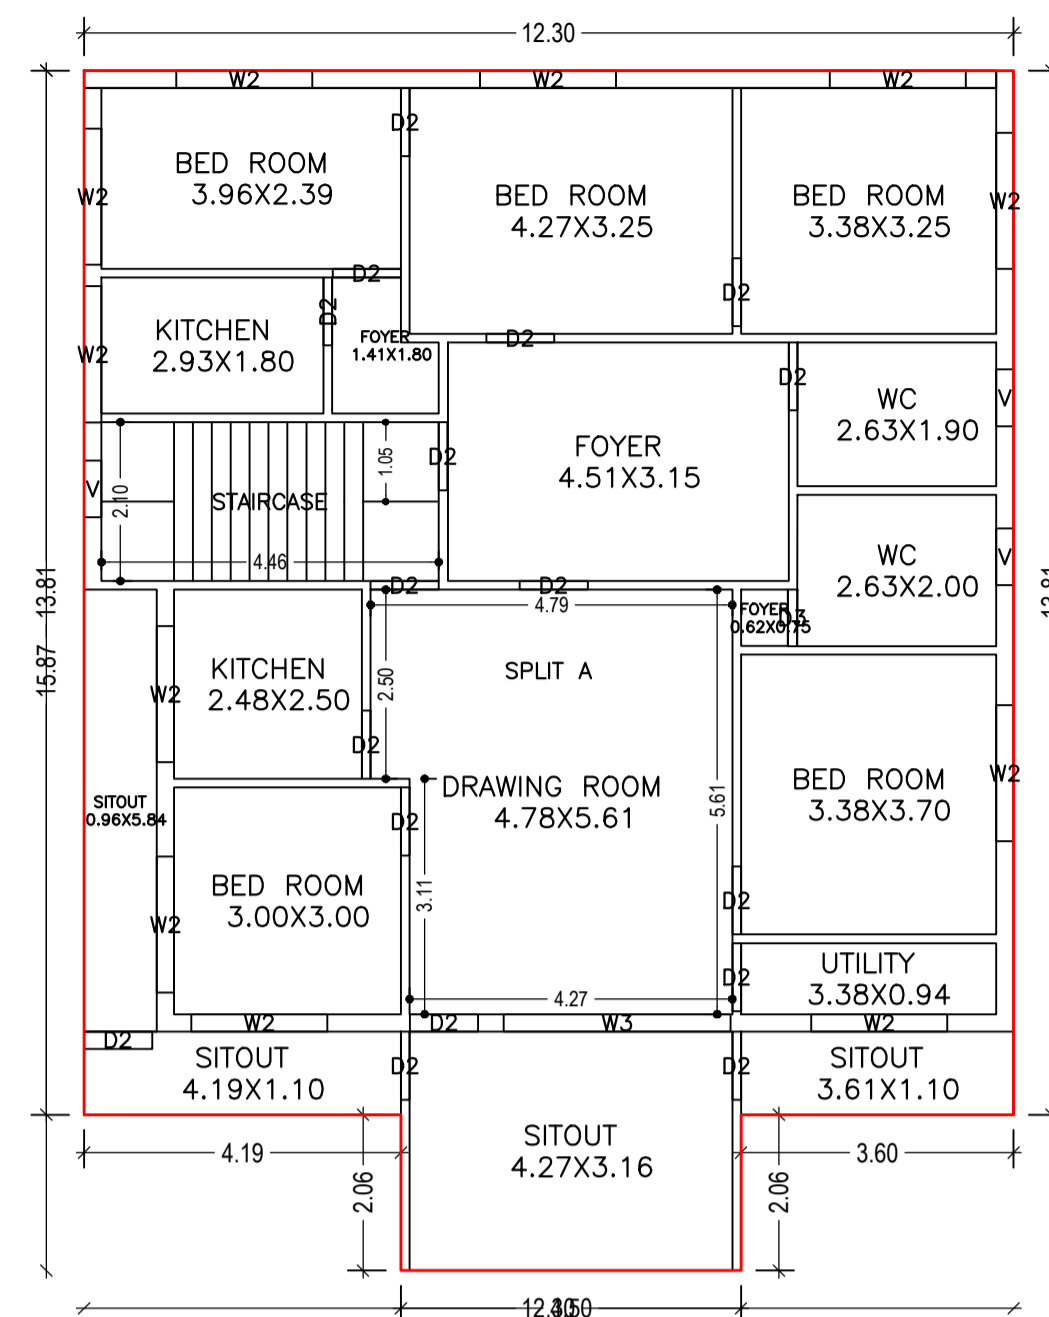 12.30
W2
W2
W2
D2
BED ROOM
3.96X2.39
BED ROOM
4.27X3.25
BED ROOM
3.38X3.25
W2
W2
D2
D2
D2
KITCHEN
2.93X1.80
FOYER
1.41X1.80
D2
W2
D2
WC
2.63X1.90
V
FOYER
4.51X3.15
D2
1.05
2.10
V
STAIRCASE
4.46
WC
2.63X2.00
V
D2
D2
13.81
13.81
15.87
4.79
FOYER
0.62X0.75
D3
KITCHEN
2.48X2.50
W2
2.50
D2
SPLIT A
DRAWING ROOM
4.78X5.61
5.61
BED ROOM
3.38X3.70
W2
SITOUT
0.96X5.84
D2
BED ROOM
3.00X3.00
W2
3.11
D2
UTILITY
3.38X0.94
D2
4.27
W2
D2
W3
W2
D2
SITOUT
4.19X1.10
D2
D2
SITOUT
3.61X1.10
SITOUT
4.27X3.16
4.19
3.60
2.06
2.06